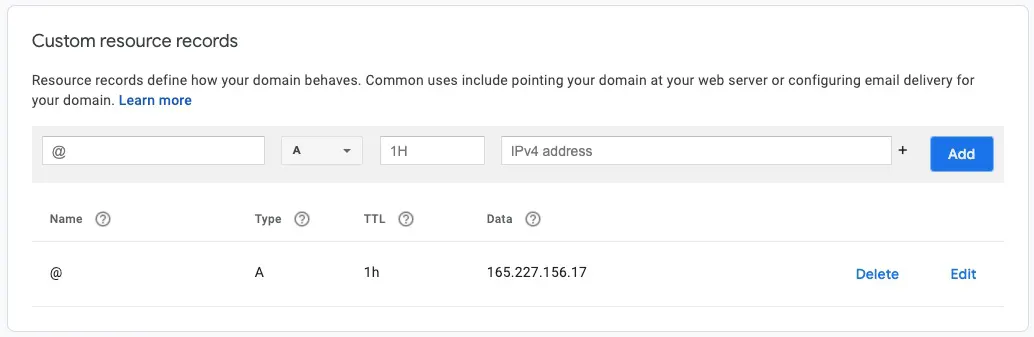 Custom resource records
Resource records define how your domain behaves. Common uses include pointing your domain at your web server or configuring email delivery for
your domain. Learn more
@ A 1H IPv4 address + Add
Name ? Type ? TTL ? Data ?
@ A 1h 165.227.156.17 Delete Edit